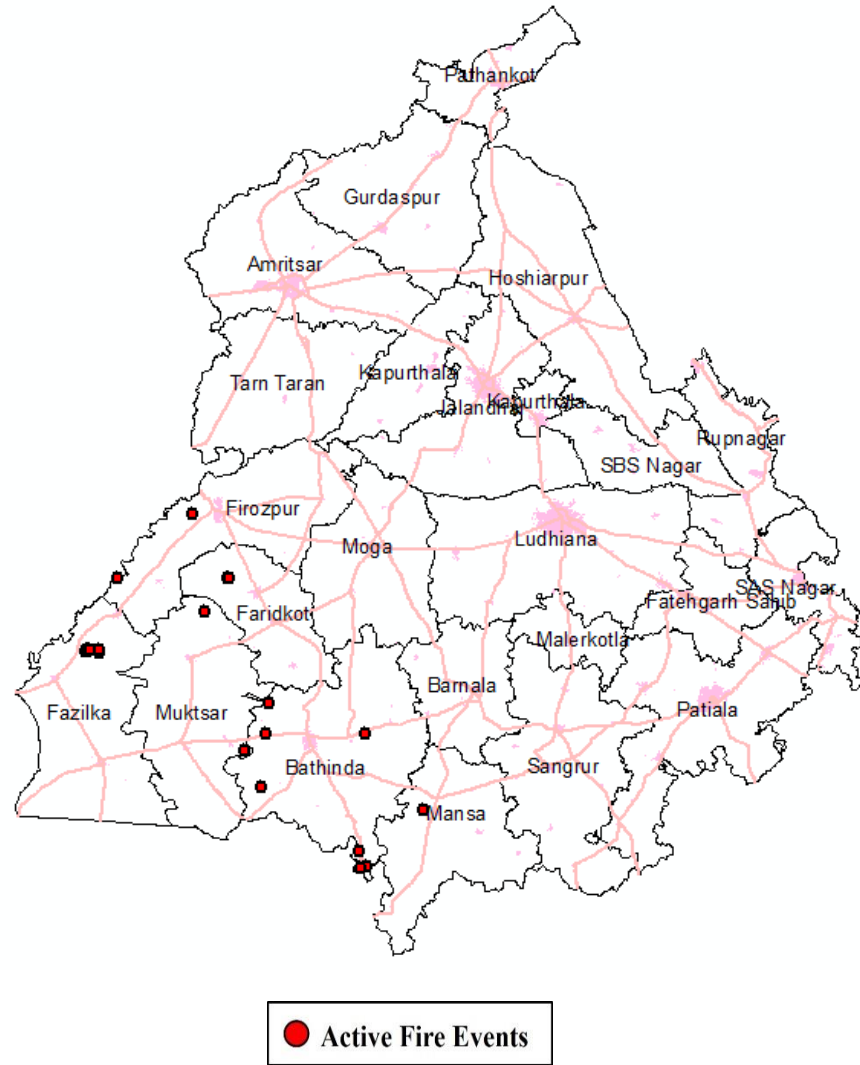 Pathankot
Gurdaspur
Amritsar
Hoshiarpur
Kapurthala
Tarn Taran
Kapurthala
Jalandhar
Rupnagar
SBS Nagar
Firozpur
Ludhiana
Moga
SAS Nagar
Fatehgarh Sahib
Faridkot
Malerkotla
Barnala
Patiala
Fazilka
Muktsar
Sangrur
Bathinda
Mansa
Active Fire Events